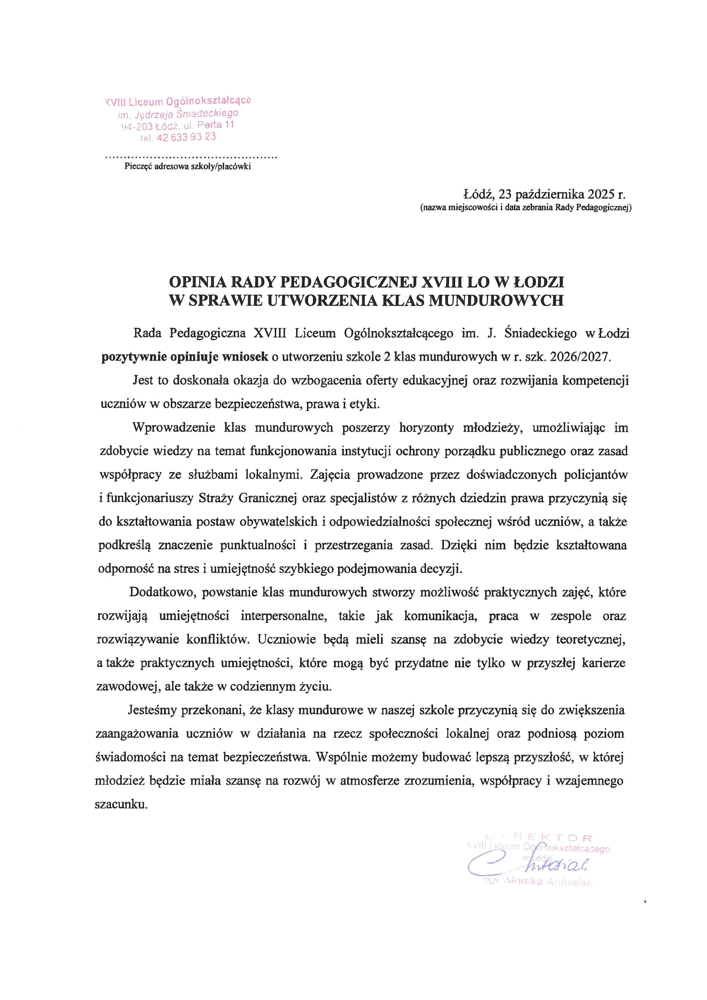 XVIII Liceum Ogólnokształcące
im. Jędrzeja Śniadeckiego
94-203 Łódź, ul. Perla 11
tel. 42 633 93 23
..............................................
Pieczęć adresowa szkoły/placówki
Łódź, 23 października 2025 r.
(nazwa miejscowości i data zebrania Rady Pedagogicznej)
OPINIA RADY PEDAGOGICZNEJ XVIII LO W ŁODZI
W SPRAWIE UTWORZENIA KLAS MUNDUROWYCH
Rada Pedagogiczna XVIII Liceum Ogólnokształcącego im. J. Śniadeckiego w Łodzi
pozytywnie opiniuje wniosek o utworzeniu szkole 2 klas mundurowych w r. szk. 2026/2027.
Jest to doskonała okazja do wzbogacenia oferty edukacyjnej oraz rozwijania kompetencji
uczniów w obszarze bezpieczeństwa, prawa i etyki.
Wprowadzenie klas mundurowych poszerzy horyzonty młodzieży, umożliwiając im
zdobycie wiedzy na temat funkcjonowania instytucji ochrony porządku publicznego oraz zasad
współpracy ze służbami lokalnymi. Zajęcia prowadzone przez doświadczonych policjantów
i funkcjonariuszy Straży Granicznej oraz specjalistów z różnych dziedzin prawa przyczynią się
do kształtowania postaw obywatelskich i odpowiedzialności społecznej wśród uczniów, a także
podkreślą znaczenie punktualności i przestrzegania zasad. Dzięki nim będzie kształtowana
odporność na stres i umiejętność szybkiego podejmowania decyzji.
Dodatkowo, powstanie klas mundurowych stworzy możliwość praktycznych zajęć, które
rozwijają umiejętności interpersonalne, takie jak komunikacja, praca w zespole oraz
rozwiązywanie konfliktów. Uczniowie będą mieli szansę na zdobycie wiedzy teoretycznej,
a także praktycznych umiejętności, które mogą być przydatne nie tylko w przyszłej karierze
zawodowej, ale także w codziennym życiu.
Jesteśmy przekonani, że klasy mundurowe w naszej szkole przyczynią się do zwiększenia
zaangażowania uczniów w działania na rzecz społeczności lokalnej oraz podniosą poziom
świadomości na temat bezpieczeństwa. Wspólnie możemy budować lepszą przyszłość, w której
młodzież będzie miała szansę na rozwój w atmosferze zrozumienia, współpracy i wzajemnego
szacunku.
DYREKTOR
XVIII Liceum Ogólnokształcącego
w Łodzi
mgr Monika Antosiak